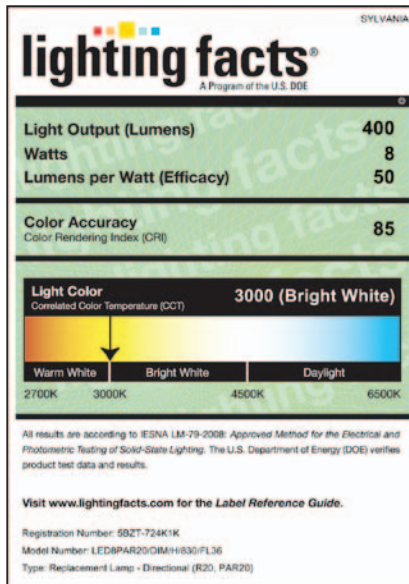 SYLVANIA
lighting facts®
A Program of the U.S. DOE
Light Output (Lumens) 400
Watts 8
Lumens per Watt (Efficacy) 50
Color Accuracy 85
Color Rendering Index (CRI)
Light Color 3000 (Bright White)
Correlated Color Temperature (CCT)
Warm White Bright White Daylight
2700K 3000K 4500K 6500K
All results are according to IESNA LM-79-2008: Approved Method for the Electrical and
Photometric Testing of Solid-State Lighting. The U.S. Department of Energy (DOE) verifies
product test data and results.
Visit www.lightingfacts.com for the Label Reference Guide.
Registration Number: 5BZT-724K1K
Model Number: LED8PAR20/DIM/HI830/FL36
Type: Replacement Lamp - Directional (R20, PAR20)